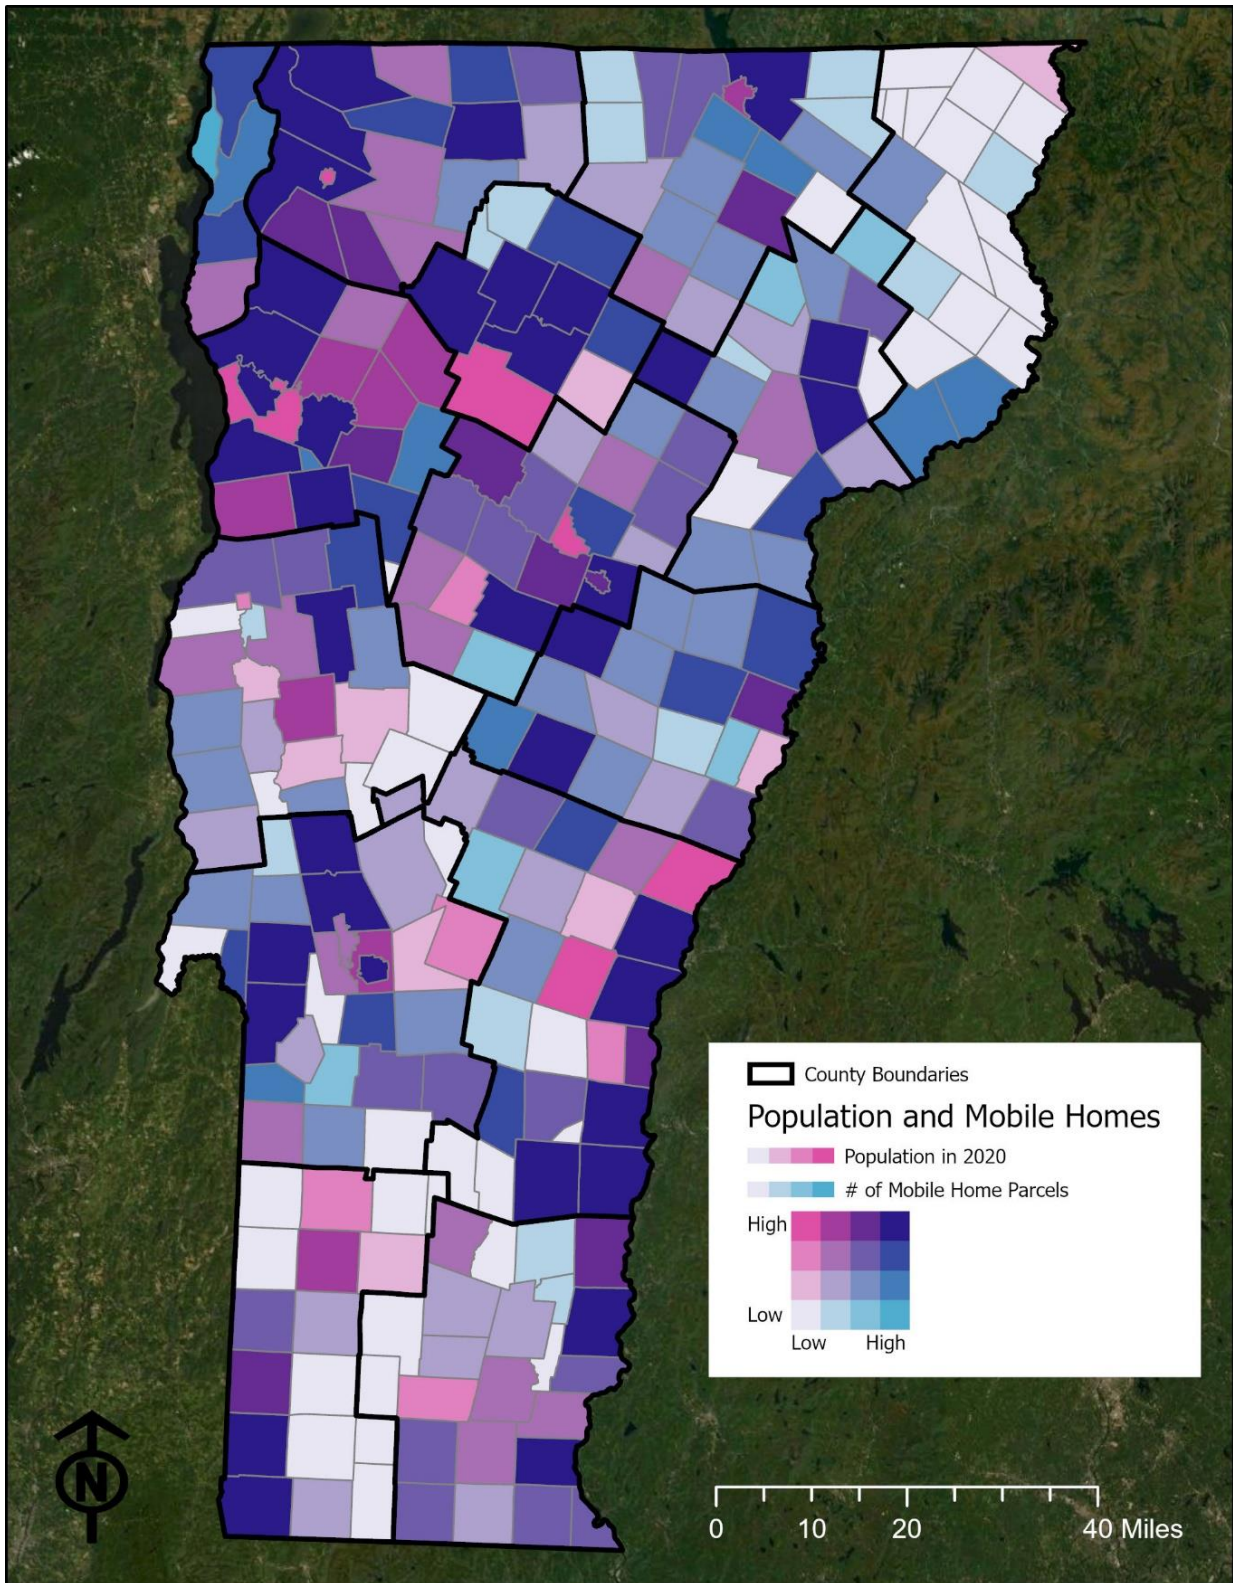 County Boundaries
Population and Mobile Homes
Population in 2020
# of Mobile Home Parcels
High
Low
Low High
N
0 10 20 40 Miles